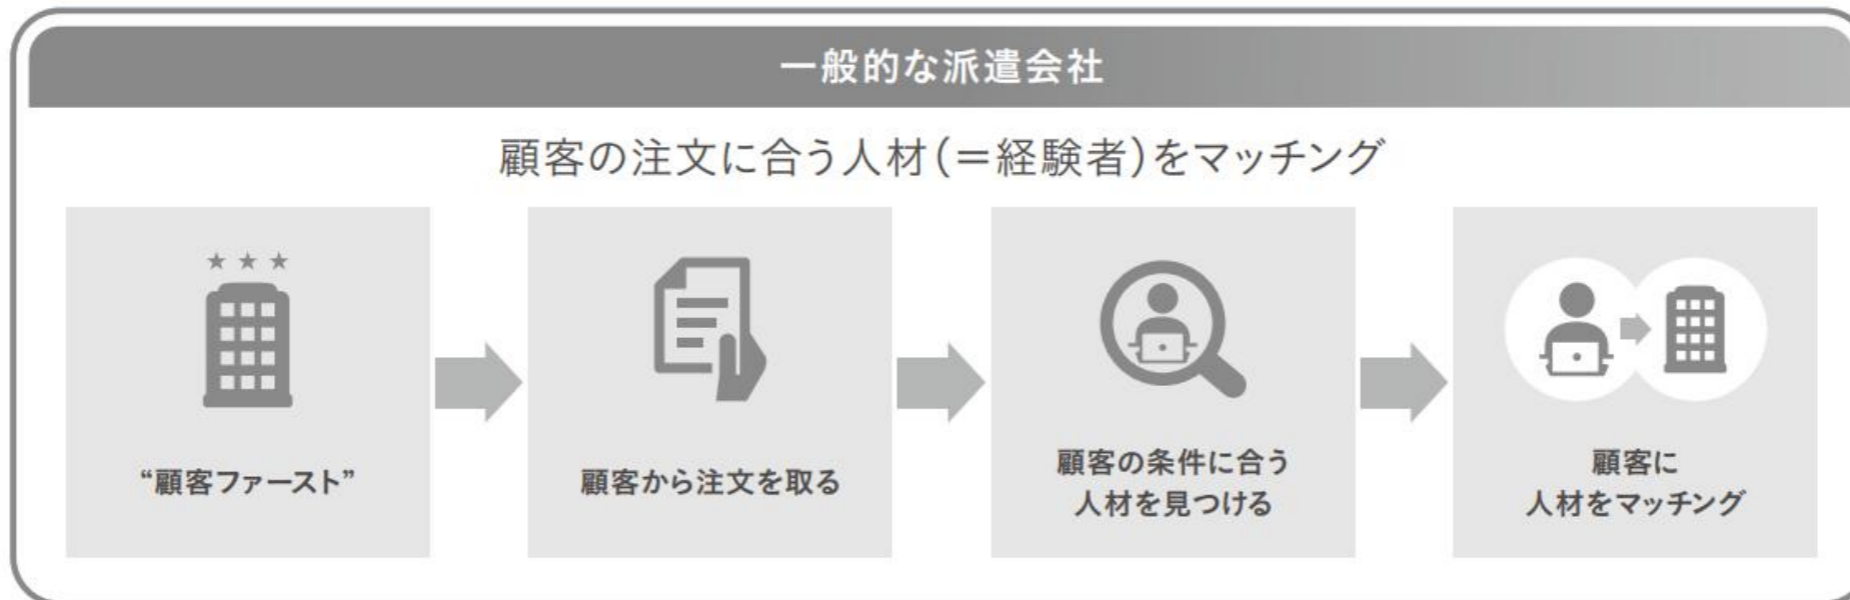 一般的な派遣会社
顧客の注文に合う人材(＝経験者)をマッチング
“顧客ファースト”
顧客から注文を取る
顧客の条件に合う
人材を見つける
顧客に
人材をマッチング